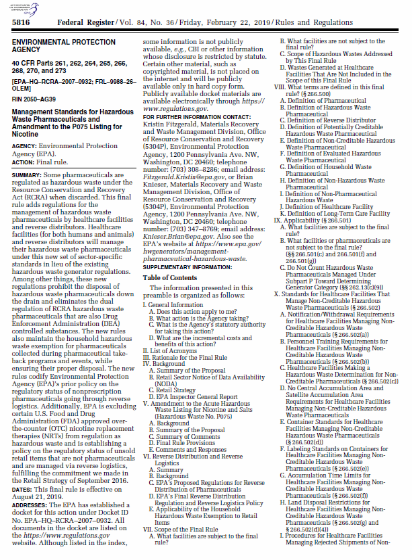 5816 Federal Register / Vol. 84, No. 36 / Friday, February 22, 2019 / Rules and Regulations
ENVIRONMENTAL PROTECTION
AGENCY
40 CFR Parts 261, 262, 264, 265, 266,
268, 270, and 273
[EPA–HQ–RCRA–2007–0932; FRL–9988–26–
OLEM]
RIN 2050–AG39
Management Standards for Hazardous
Waste Pharmaceuticals and
Amendment to the P075 Listing for
Nicotine
AGENCY: Environmental Protection
Agency (EPA).
ACTION: Final rule.
SUMMARY: Some pharmaceuticals are
regulated as hazardous waste under the
Resource Conservation and Recovery
Act (RCRA) when discarded. This final
rule adds regulations for the
management of hazardous waste
pharmaceuticals by healthcare facilities
and reverse distributors. Healthcare
facilities (for both humans and animals)
and reverse distributors will manage
their hazardous waste pharmaceuticals
under this new set of sector-specific
standards in lieu of the existing
hazardous waste generator regulations.
Among other things, these new
regulations prohibit the disposal of
hazardous waste pharmaceuticals down
the drain and eliminates the dual
regulation of RCRA hazardous waste
pharmaceuticals that are also Drug
Enforcement Administration (DEA)
controlled substances. The new rules
also maintain the household hazardous
waste exemption for pharmaceuticals
collected during pharmaceutical take-
back programs and events, while
ensuring their proper disposal. The new
rules codify Environmental Protection
Agency (EPA)'s prior policy on the
regulatory status of nonprescription
pharmaceuticals going through reverse
logistics. Additionally, EPA is excluding
certain U.S. Food and Drug
Administration (FDA) approved over-
the-counter (OTC) nicotine replacement
therapies (NRTs) from regulation as
hazardous waste and is establishing a
policy on the regulatory status of unsold
retail items that are not pharmaceuticals
and are managed via reverse logistics,
fulfilling the commitment we made in
the Retail Strategy of September 2016.
DATES: This final rule is effective on
August 21, 2019.
ADDRESSES: The EPA has established a
docket for this action under Docket ID
No. EPA–HQ–RCRA–2007–0932. All
documents in the docket are listed on
the https://www.regulations.gov
website. Although listed in the index,
some information is not publicly
available, e.g., CBI or other information
whose disclosure is restricted by statute.
Certain other material, such as
copyrighted material, is not placed on
the internet and will be publicly
available only in hard copy form.
Publicly available docket materials are
available electronically through https://
www.regulations.gov.
FOR FURTHER INFORMATION CONTACT:
Kristin Fitzgerald, Materials Recovery
and Waste Management Division, Office
of Resource Conservation and Recovery
(5304P), Environmental Protection
Agency, 1200 Pennsylvania Ave. NW,
Washington, DC 20460; telephone
number: (703) 308–8286; email address:
Fitzgerald.Kristin@epa.gov, or Brian
Knieser, Materials Recovery and Waste
Management Division, Office of
Resource Conservation and Recovery
(5304P), Environmental Protection
Agency, 1200 Pennsylvania Ave. NW,
Washington, DC 20460; telephone
number: (703) 347–8769; email address:
Knieser.Brian@epa.gov. Also see the
EPA's website at https://www.epa.gov/
hwgenerators/management-
pharmaceutical-hazardous-waste.
SUPPLEMENTARY INFORMATION:
Table of Contents
The information presented in this
preamble is organized as follows:
I. General Information
A. Does this action apply to me?
B. What action is the Agency taking?
C. What is the Agency's statutory authority
for taking this action?
D. What are the incremental costs and
benefits of this action?
II. List of Acronyms
III. Rationale for the Final Rule
IV. Background
A. Summary of the Proposal
B. Retail Sector Notice of Data Availability
(NODA)
C. Retail Strategy
D. EPA Inspector General Report
V. Amendment to the Acute Hazardous
Waste Listing for Nicotine and Salts
(Hazardous Waste No. P075)
A. Background
B. Summary of the Proposal
C. Summary of Comments
D. Final Rule Provisions
E. Comments and Responses
VI. Reverse Distribution and Reverse
Logistics
A. Summary
B. Background
C. EPA's Proposed Regulations for Reverse
Distribution of Pharmaceuticals
D. EPA's Final Reverse Distribution
Regulation and Reverse Logistics Policy
E. Applicability of the Household
Hazardous Waste Exemption to Retail
Items
VII. Scope of the Final Rule
A. What facilities are subject to the final
rule?
B. What facilities are not subject to the
final rule?
C. Scope of Hazardous Wastes Addressed
by This Final Rule
D. Wastes Generated at Healthcare
Facilities That Are Not Included in the
Scope of this Final Rule
VIII. What terms are defined in this final
rule? (§ 266.500)
A. Definition of Pharmaceutical
B. Definition of Hazardous Waste
Pharmaceutical
C. Definition of Reverse Distributor
D. Definition of Potentially Creditable
Hazardous Waste Pharmaceutical
E. Definition of Non-Creditable Hazardous
Waste Pharmaceutical
F. Definition of Evaluated Hazardous
Waste Pharmaceutical
G. Definition of Household Waste
Pharmaceutical
H. Definition of Non-Hazardous Waste
Pharmaceutical
I. Definition of Non-Pharmaceutical
Hazardous Waste
J. Definition of Healthcare Facility
K. Definition of Long-Term Care Facility
IX. Applicability (§ 266.501)
A. What facilities are subject to the final
rule?
B. What facilities or pharmaceuticals are
not subject to the final rule?
(§§ 266.501(c) and 266.501(f) and
266.501(g))
C. Do Not Count Hazardous Waste
Pharmaceuticals Managed Under
Subpart P Toward Determining
Generator Category (§§ 262.13(c)(9))
X. Standards for Healthcare Facilities That
Manage Non-Creditable Hazardous
Waste Pharmaceuticals (§ 266.502)
A. Notification/Withdrawal Requirements
for Healthcare Facilities Managing Non-
Creditable Hazardous Waste
Pharmaceuticals (§ 266.502(a))
B. Personnel Training Requirements for
Healthcare Facilities Managing Non-
Creditable Hazardous Waste
Pharmaceuticals (§ 266.502(b))
C. Healthcare Facilities Making a
Hazardous Waste Determination for Non-
Creditable Pharmaceuticals (§ 266.502(c))
D. No Central Accumulation Area and
Satellite Accumulation Area
Requirements for Healthcare Facilities
Managing Non-Creditable Hazardous
Waste Pharmaceuticals
E. Container Standards for Healthcare
Facilities Managing Non-Creditable
Hazardous Waste Pharmaceuticals
(§ 266.502(d))
F. Labeling Standards on Containers for
Healthcare Facilities Managing Non-
Creditable Hazardous Waste
Pharmaceuticals (§ 266.502(e))
G. Accumulation Time Limits for
Healthcare Facilities Managing Non-
Creditable Hazardous Waste
Pharmaceuticals (§ 266.502(f))
H. Land Disposal Restrictions for
Healthcare Facilities Managing Non-
Creditable Hazardous Waste
Pharmaceuticals (§ 266.502(g) and
§ 268.50(a)(4))
I. Procedures for Healthcare Facilities
Managing Rejected Shipments of Non-